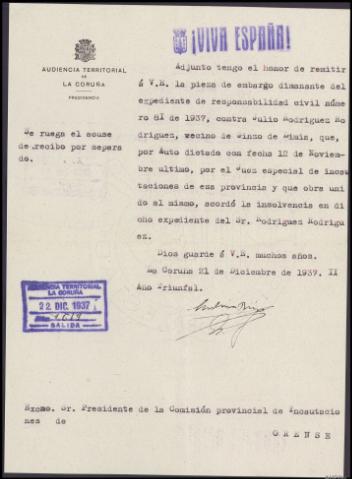 ¡VIVA ESPAÑA!
AUDIENCIA TERRITORIAL
DE
LA CORUÑA
PRESIDENCIA
Se ruega el acuse
de recibo por separa
do.
Adjunto tengo el honor de remitir
á V.E. la pieza de embargo dimanante del
expediente de responsabilidad civil núme
ro 81 de 1937, contra Julio Rodriguez Ro
driguez, vecino de Ginzo de Limia, que,
por Auto dictado con fecha 12 de Noviem
bre ultimo, por el Juez especial de incau
taciones de esa provincia y que obra uni
do al mismo, acordó la insolvencia en di
cho expediente del Sr. Rodriguez Rodrigu
ez.
Dios guarde á V.E. muchos años.
La Coruña 21 de Diciembre de 1937. II
Año Triunfal.
AUDIENCIA TERRITORIAL
LA CORUÑA
22 DIC. 1937
SALIDA
Excmo. Sr. Presidente de la Comisión provincial de Incautacio
nes de
ORENSE